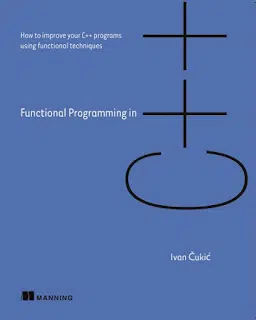 How to improve your C++ programs
using functional techniques
Functional Programming in
C++
Ivan Čukić
MANNING